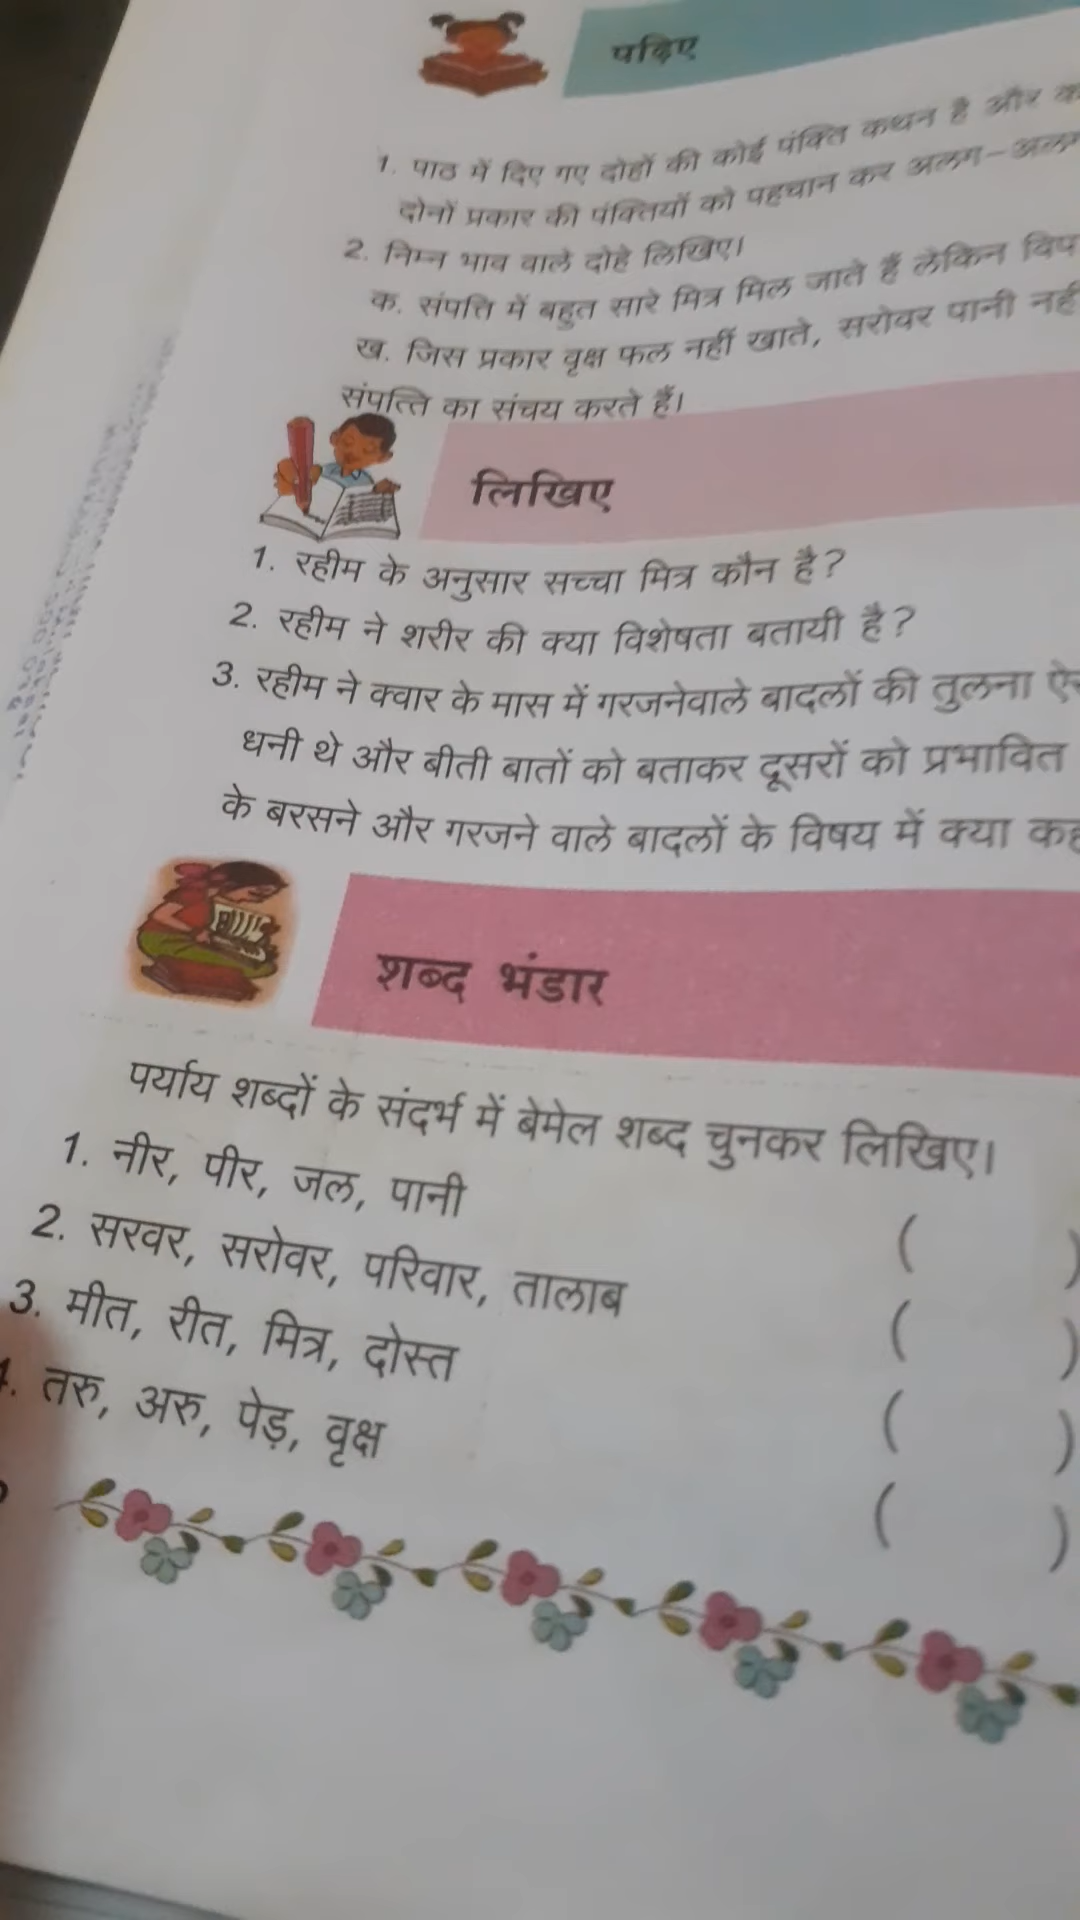 पढ़िए
1. पाठ में दिए गए दोहों की कोई पंक्ति कथन है और
दोनों प्रकार की पंक्तियों को पहचान कर अलग-अलग
2. निम्न भाव वाले दोहे लिखिए।
क. संपत्ति में बहुत सारे मित्र मिल जाते हैं लेकिन
ख. जिस प्रकार वृक्ष फल नहीं खाते, सरोवर पानी
संपत्ति का संचय करते हैं।
लिखिए
1. रहीम के अनुसार सच्चा मित्र कौन है?
2. रहीम ने शरीर की क्या विशेषता बतायी है?
3. रहीम ने क्वार के मास में गरजनेवाले बादलों की तुलना
धनी थे और बीती बातों को बताकर दूसरों को प्रभावित
के बरसने और गरजने वाले बादलों के विषय में क्या
शब्द भंडार
पर्याय शब्दों के संदर्भ में बेमेल शब्द चुनकर लिखिए।
1. नीर, पीर, जल, पानी ( )
2. सरवर, सरोवर, परिवार, तालाब ( )
3. मीत, रीत, मित्र, दोस्त ( )
4. तरु, अरु, पेड़, वृक्ष ( )